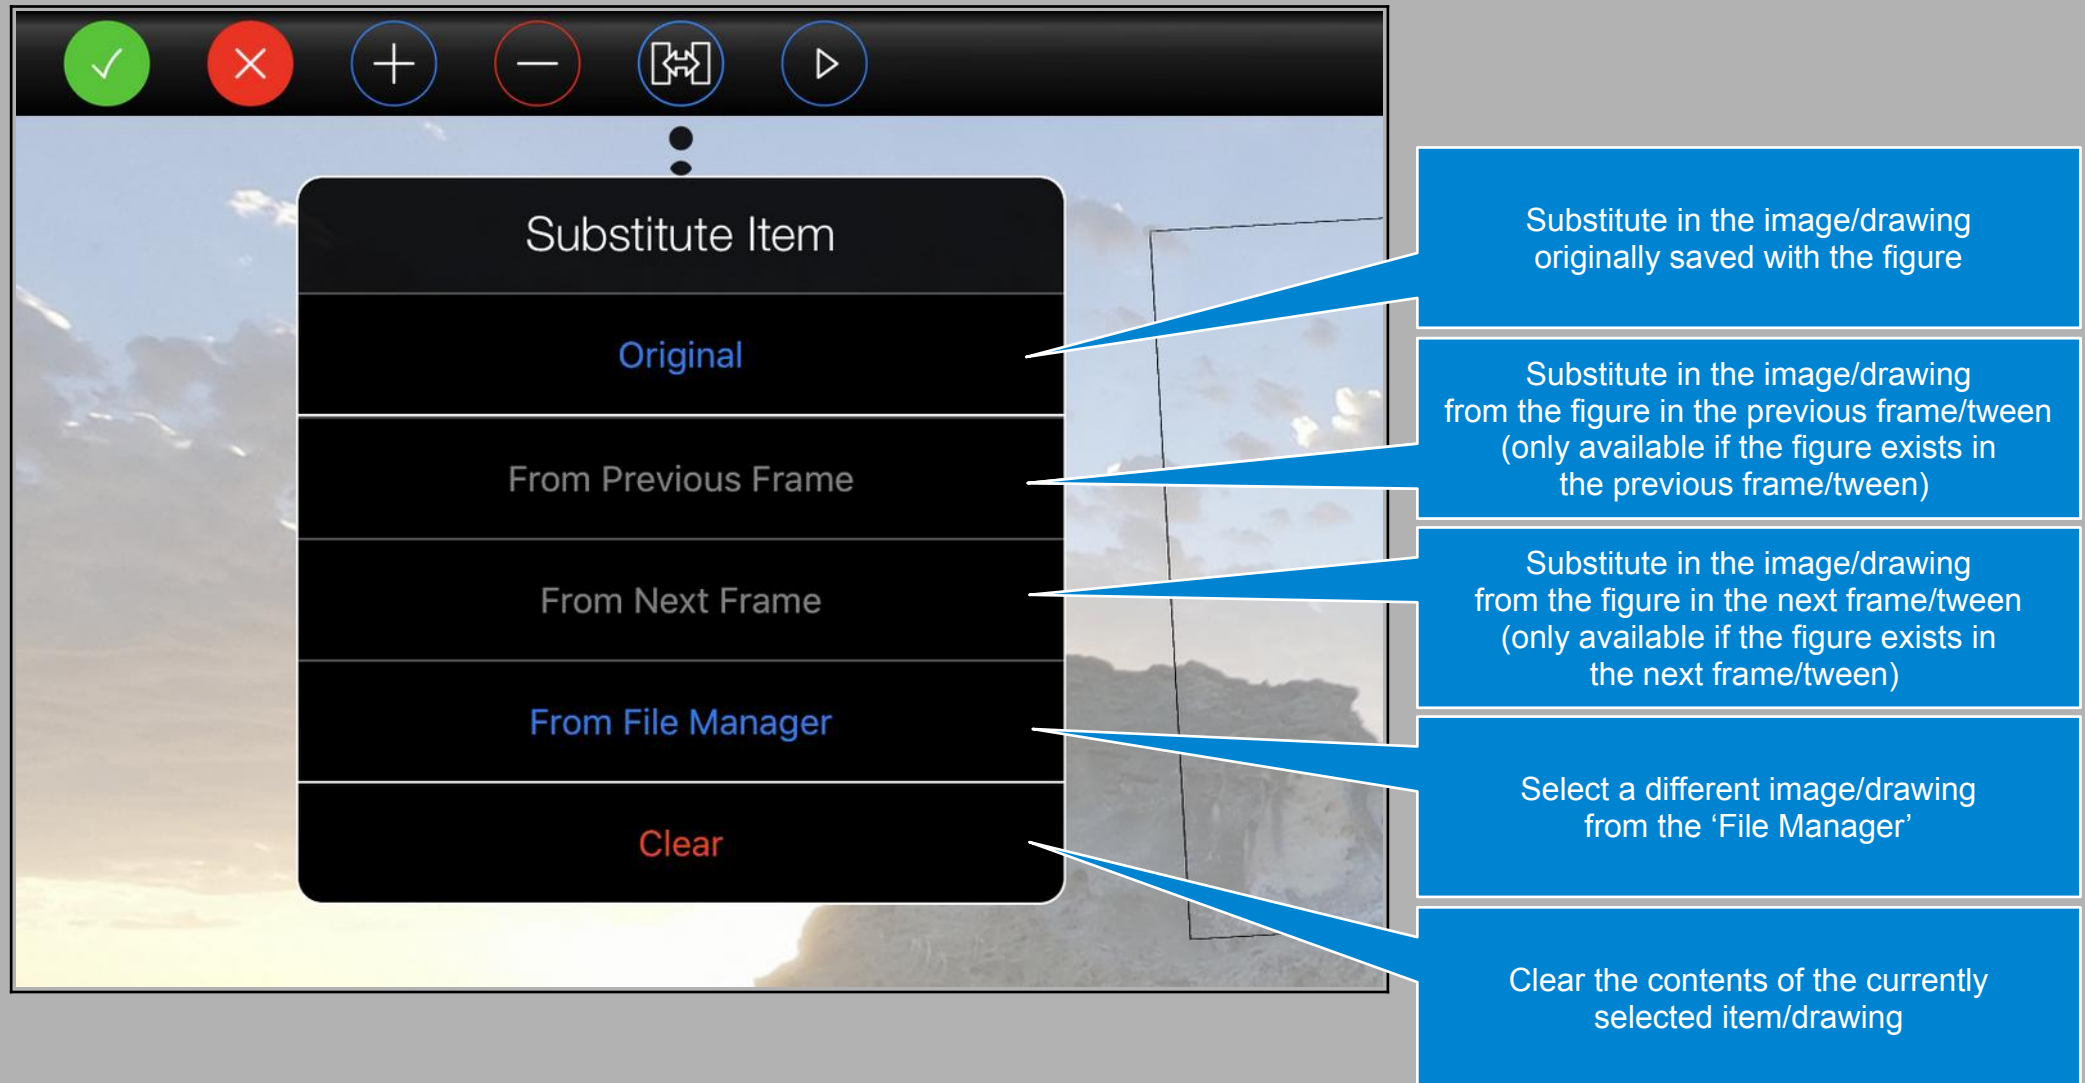 Substitute Item
Original
From Previous Frame
From Next Frame
From File Manager
Clear
Substitute in the image/drawing
originally saved with the figure
Substitute in the image/drawing
from the figure in the previous frame/tween
(only available if the figure exists in
the previous frame/tween)
Substitute in the image/drawing
from the figure in the next frame/tween
(only available if the figure exists in
the next frame/tween)
Select a different image/drawing
from the ‘File Manager’
Clear the contents of the currently
selected item/drawing